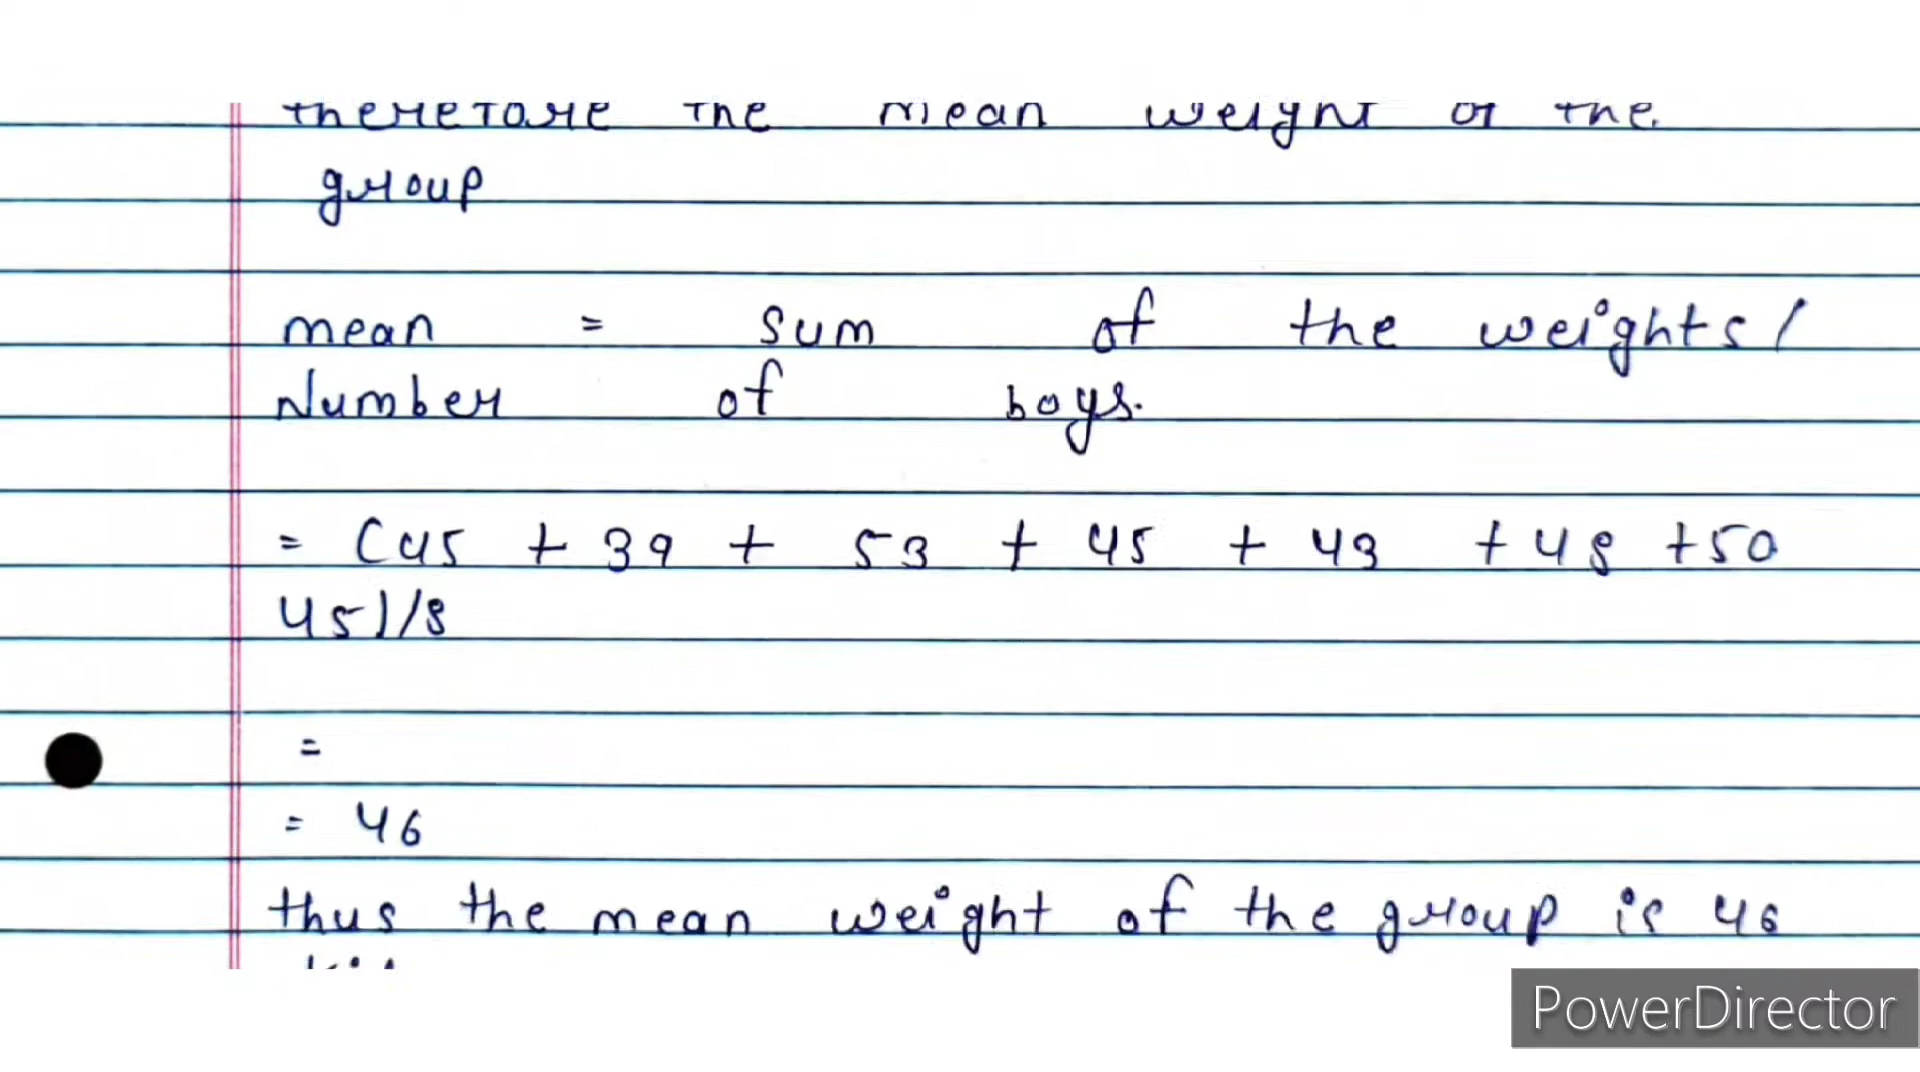 therefore the mean weight of the
group
mean = sum of the weights/
Number of boys.
= (45 + 39 + 53 + 45 + 43 + 48 +50
45)/8
=
= 46
thus the mean weight of the group is 46
PowerDirector